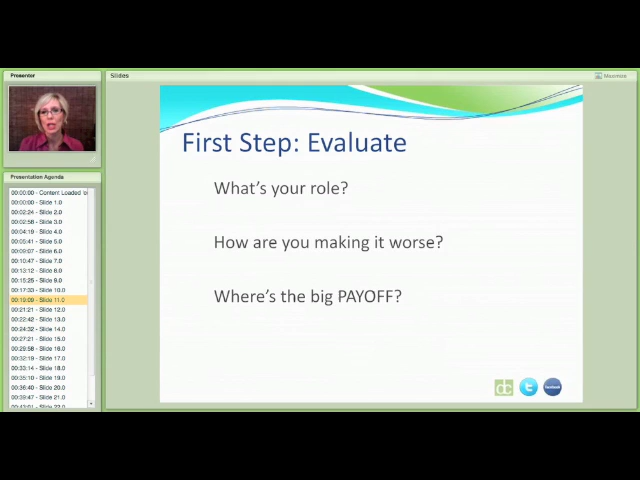 Presenter
Slides
Maximize
First Step: Evaluate
What's your role?
How are you making it worse?
Where's the big PAYOFF?
dc
facebook
Presentation Agenda
00:00:00 - Content Loaded
00:00:00 - Slide 1.0
00:02:24 - Slide 2.0
00:02:58 - Slide 3.0
00:04:19 - Slide 4.0
00:05:41 - Slide 5.0
00:09:07 - Slide 6.0
00:10:47 - Slide 7.0
00:13:12 - Slide 8.0
00:15:25 - Slide 9.0
00:17:33 - Slide 10.0
00:19:09 - Slide 11.0
00:21:21 - Slide 12.0
00:22:42 - Slide 13.0
00:24:32 - Slide 14.0
00:27:21 - Slide 15.0
00:29:58 - Slide 16.0
00:32:19 - Slide 17.0
00:33:14 - Slide 18.0
00:35:10 - Slide 19.0
00:36:40 - Slide 20.0
00:39:42 - Slide 21.0